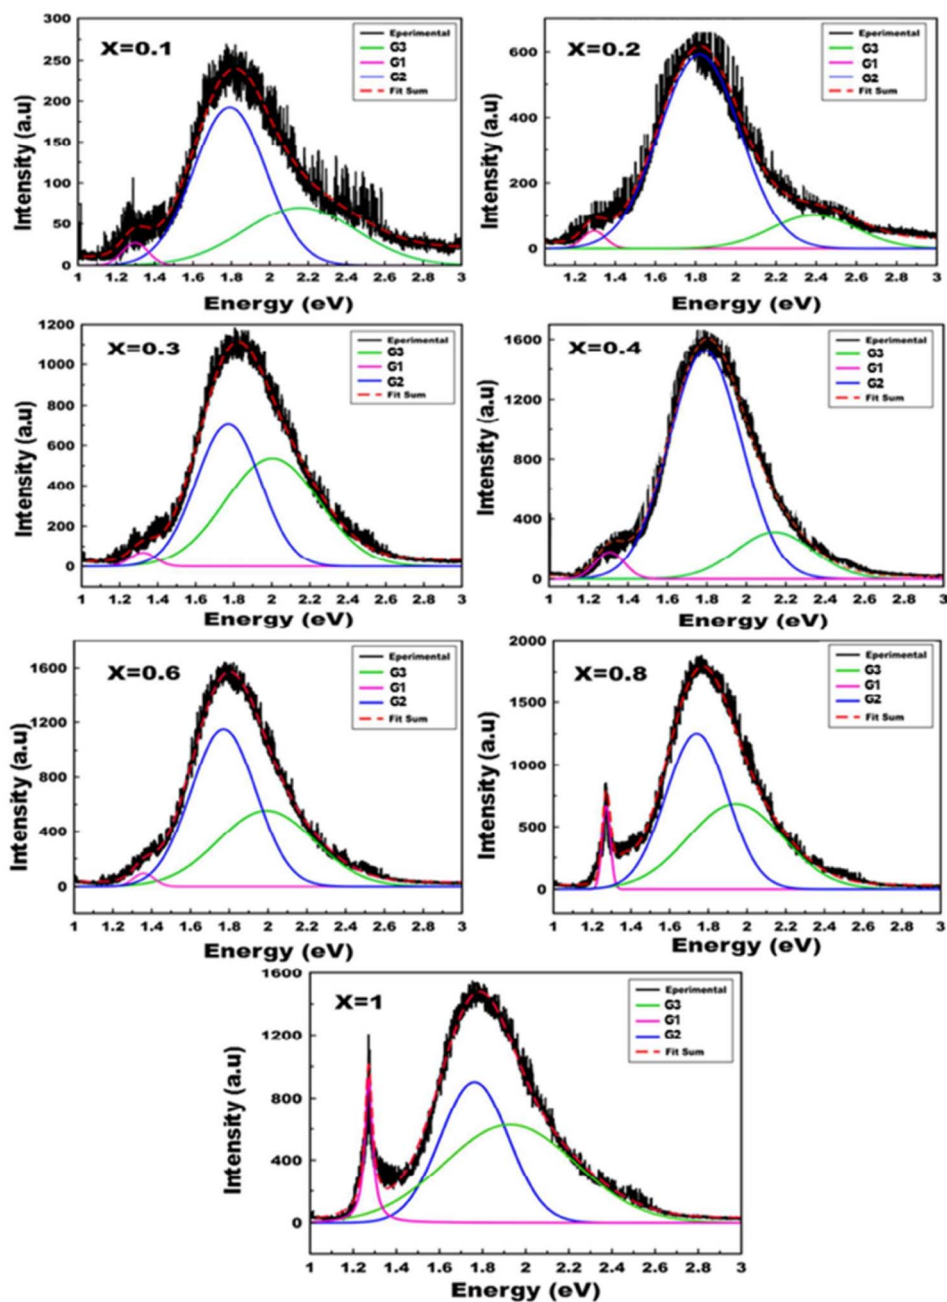 X=0.1
Eperimental
G3
G1
G2
Fit Sum
Intensity (a.u)
300
250
200
150
100
50
0
1 1.2 1.4 1.6 1.8 2 2.2 2.4 2.6 2.8 3
Energy (eV)
X=0.2
Eperimental
G3
G1
G2
Fit Sum
Intensity (a.u)
600
400
200
0
1.2 1.4 1.6 1.8 2 2.2 2.4 2.6 2.8 3
Energy (eV)
X=0.3
Eperimental
G3
G1
G2
Fit Sum
Intensity (a.u)
1200
1000
800
600
400
200
0
1 1.2 1.4 1.6 1.8 2 2.2 2.4 2.6 2.8 3
Energy (eV)
X=0.4
Experimental
G3
G1
G2
Fit Sum
Intensity (a.u)
1600
1200
800
400
0
1 1.2 1.4 1.6 1.8 2 2.2 2.4 2.6 2.8 3
Energy (eV)
X=0.6
Eperimental
G3
G1
G2
Fit Sum
Intensity (a.u)
1600
1200
800
400
0
1 1.2 1.4 1.6 1.8 2 2.2 2.4 2.6 2.8 3
Energy (eV)
X=0.8
Eperimental
G3
G1
G2
Fit Sum
Intensity (a.u)
2000
1500
1000
500
0
1 1.2 1.4 1.6 1.8 2 2.2 2.4 2.6 2.8 3
Energy (eV)
X=1
Eperimental
G3
G1
G2
Fit Sum
Intensity (a.u)
1600
1200
800
400
0
1 1.2 1.4 1.6 1.8 2 2.2 2.4 2.6 2.8 3
Energy (eV)